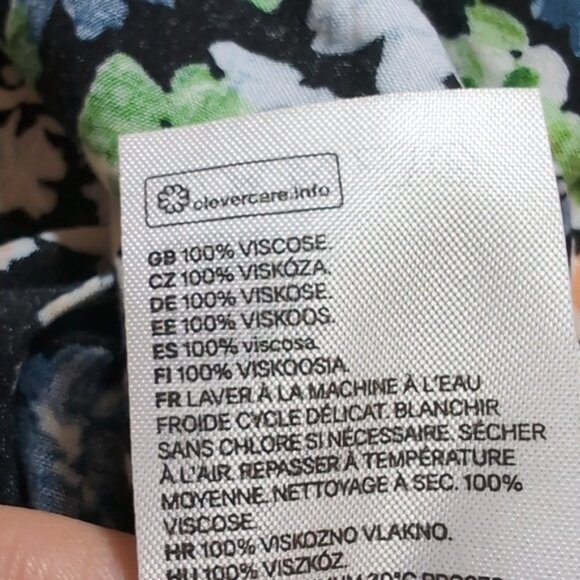 clevercare.info
GB 100% VISCOSE.
CZ 100% VISKÓZA.
DE 100% VISKOSE.
EE 100% VISKOOS.
ES 100% viscosa.
FI 100% VISKOOSIA.
FR LAVER À LA MACHINE À L'EAU
FROIDE CYCLE DÉLICAT. BLANCHIR
SANS CHLORE SI NÉCESSAIRE. SÉCHER
À L'AIR. REPASSER À TEMPÉRATURE
MOYENNE. NETTOYAGE À SEC. 100%
VISCOSE.
HR 100% VISKOZNO VLAKNO.
HU 100% VISZKÓZ.